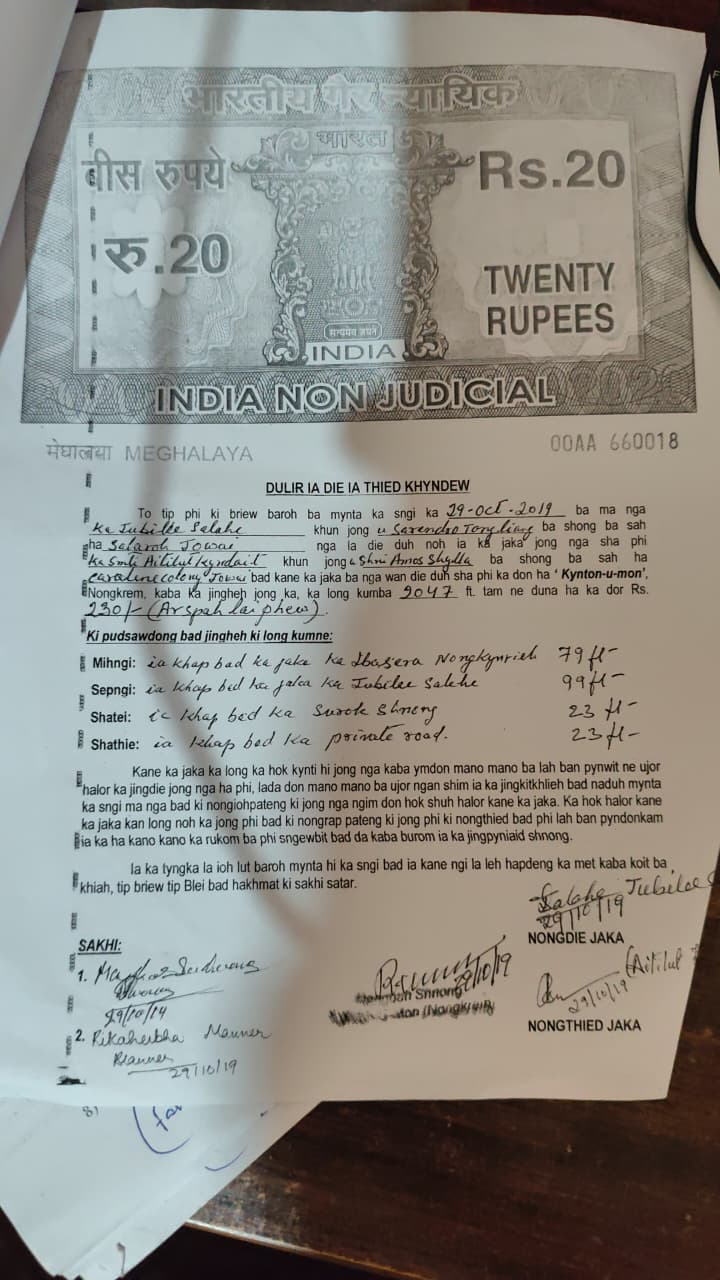 भारतीय गैर न्यायिक
भारत
बीस रुपये
Rs.20
रु.20
TWENTY
RUPEES
सत्यमेव जयते
INDIA
INDIA NON JUDICIAL
मेघालय MEGHALAYA
00AA 660018
DULIR IA DIE IA THIED KHYNDEW
To tip phi ki briew baroh ba mynta ka sngi ka 29-Oct-2019 ba ma nga
Ka Jubilee Salahe khun jong u Sarendro Tongliang ba shong ba sah
ha Salaroh Jowai nga la die duh noh ia ka jaka jong nga sha phi
Ka Smti Aitilut Kyndait khun jong u Shri Amos Shylla ba shong ba sah ha
Caroline colony Jowai bad kane ka jaka ba nga wan die duh sha phi ka don ha 'Kynton-u-mon',
Nongkrem, kaba ka jingheh jong ka, ka long kumba 2047 ft. tam ne duna ha ka dor Rs.
230/- (Arspah lai phew).
Ki pudsawdong bad jingheh ki long kumne:
Mihngi: ia khap bad ka jaka ka Ibasera Nongkynrieh 79 ft-
Sepngi: ia khap bad ka jaka ka Jubilee Salahe 99 ft-
Shatei: ia khap bad ka Surok Shnong 23 ft-
Shathie: ia khap bad ka private road. 23 ft-
Kane ka jaka ka long ka hok kynti hi jong nga kaba ymdon mano mano ba lah ban pynwit ne ujor
halor ka jingdie jong nga ha phi, lada don mano mano ba ujor ngan shim ia ka jingkitkhlieh bad naduh mynta
ka sngi ma nga bad ki nongiohpateng ki jong nga ngim don hok shuh halor kane ka jaka. Ka hok halor kane
ka jaka kan long noh ka jong phi bad ki nongrap pateng ki jong phi ki nongthied bad phi lah ban pyndonkam
ia ka ha kano kano ka rukom ba phi sngewbit bad da kaba burom ia ka jingpyniaid shnong.
Ia ka tyngka la ioh lut baroh mynta hi ka sngi bad ia kane ngi la leh hapdeng ka met kaba koit ba
khiah, tip briew tip Blei bad hakhmat ki sakhi satar.
Salahe Jubilee
29/10/19
NONGDIE JAKA
SAKHI:
1.
29/10/19
29/10/19
Shnong
(Nongkrem)
(Aitilut
29/10/19
NONGTHIED JAKA
2. Rikaheibha Manner
29/10/19